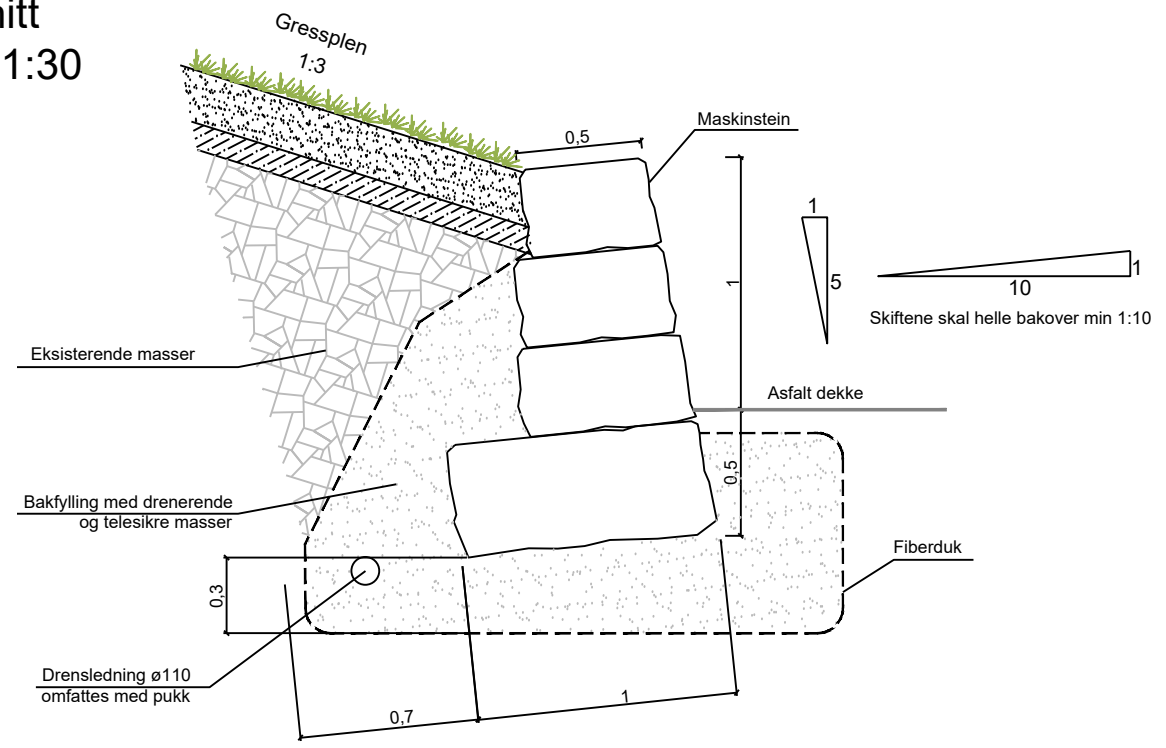 nitt
1:30
Gressplen
1:3
0,5
Maskinstein
1
1
5
10
1
Skiftene skal helle bakover min 1:10
Eksisterende masser
Asfalt dekke
0,5
Bakfylling med drenerende
og telesikre masser
Fiberduk
0,3
Drensledning ø110
omfattes med pukk
0,7
1